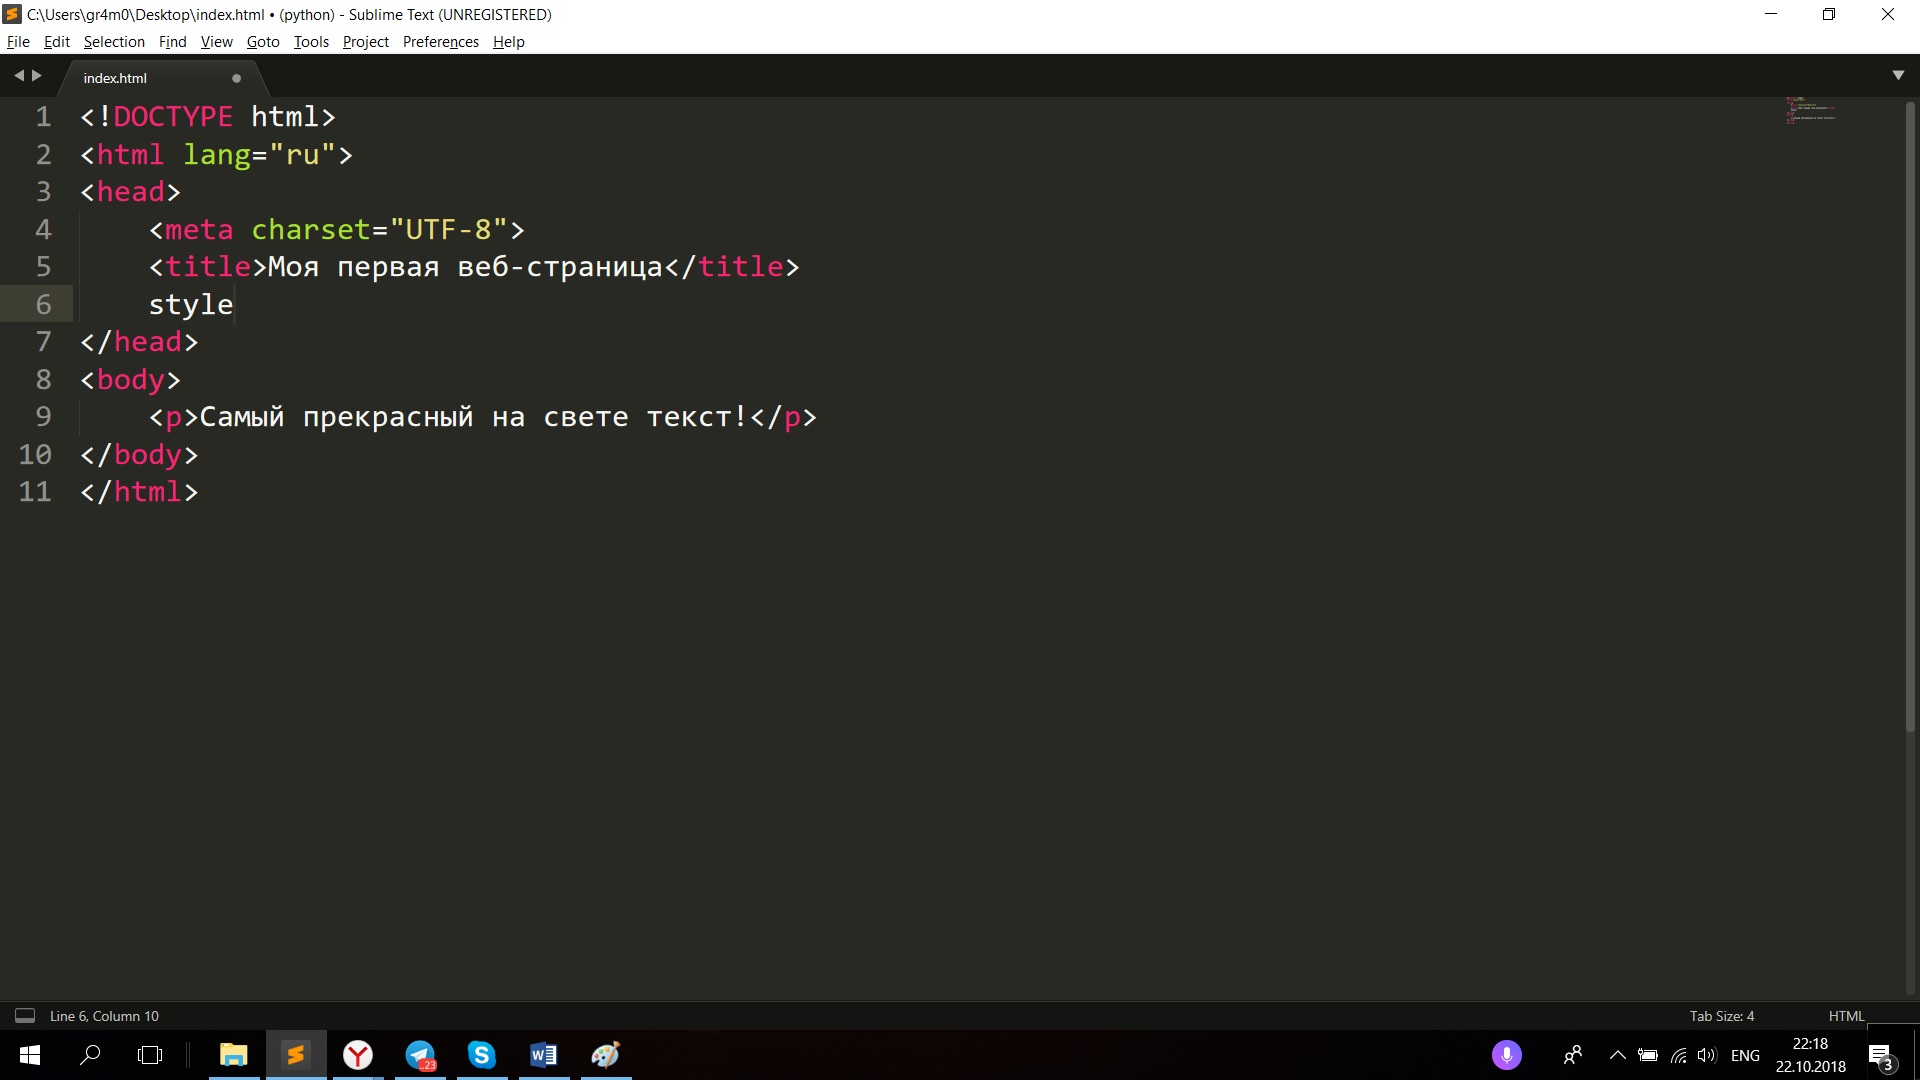 C:\Users\gr4m0\Desktop\index.html • (python) - Sublime Text (UNREGISTERED)
File Edit Selection Find View Goto Tools Project Preferences Help
index.html
1 <!DOCTYPE html>
2 <html lang="ru">
3 <head>
4 <meta charset="UTF-8">
5 <title>Моя первая веб-страница</title>
6 style
7 </head>
8 <body>
9 <p>Самый прекрасный на свете текст!</p>
10 </body>
11 </html>
Line 6, Column 10
Tab Size: 4
HTML
..23
ENG
22:18
22.10.2018
3